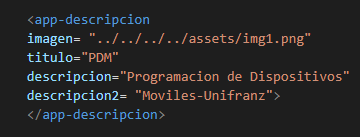 <app-descripcion
imagen= "../../../../assets/img1.png"
titulo="PDM"
descripcion="Programacion de Dispositivos"
descripcion2= "Moviles-Unifranz">
</app-descripcion>